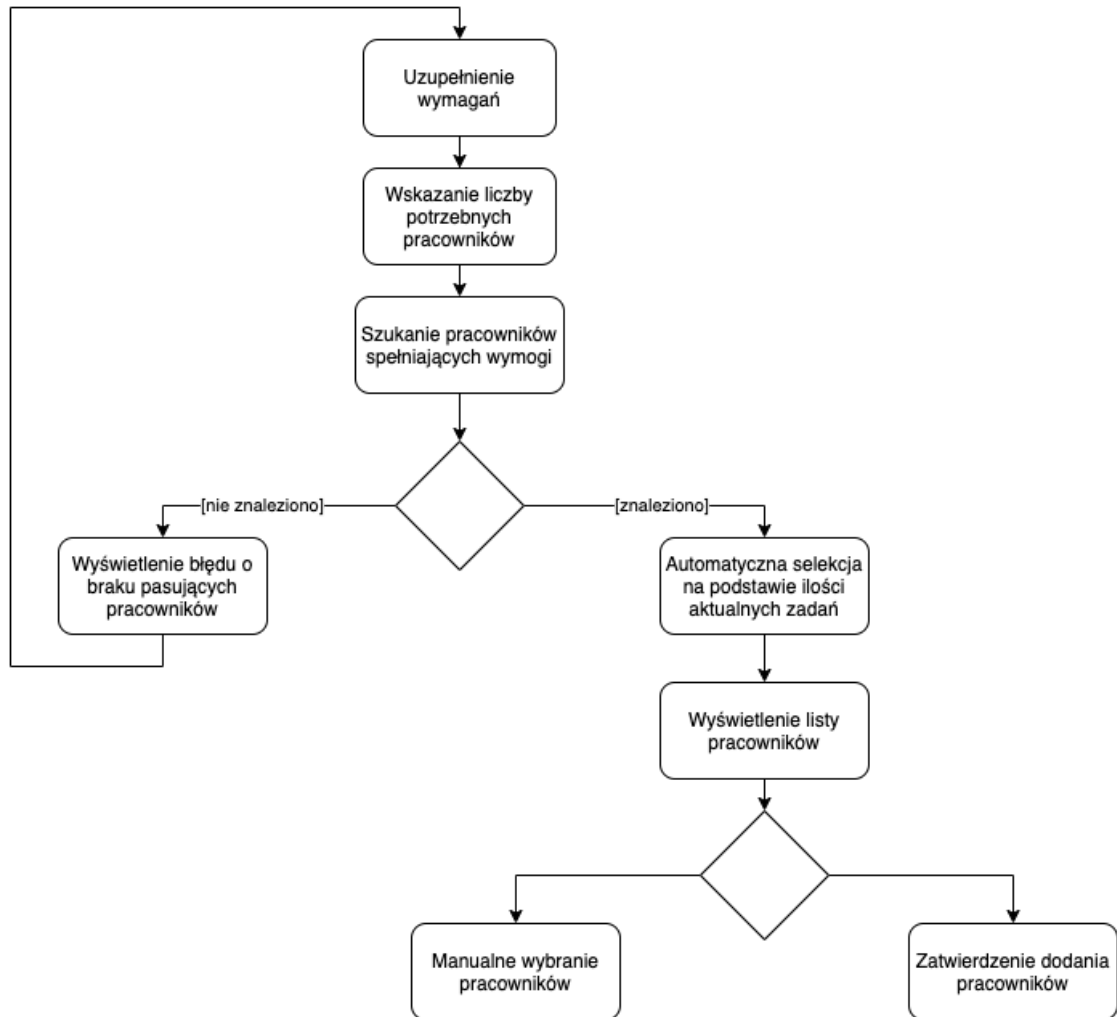 Uzupełnienie
wymagań
Wskazanie liczby
potrzebnych
pracowników
Szukanie pracowników
spełniających wymogi
[nie znaleziono]
[znaleziono]
Wyświetlenie błędu o
braku pasujących
pracowników
Automatyczna selekcja
na podstawie ilości
aktualnych zadań
Wyświetlenie listy
pracowników
Manualne wybranie
pracowników
Zatwierdzenie dodania
pracowników